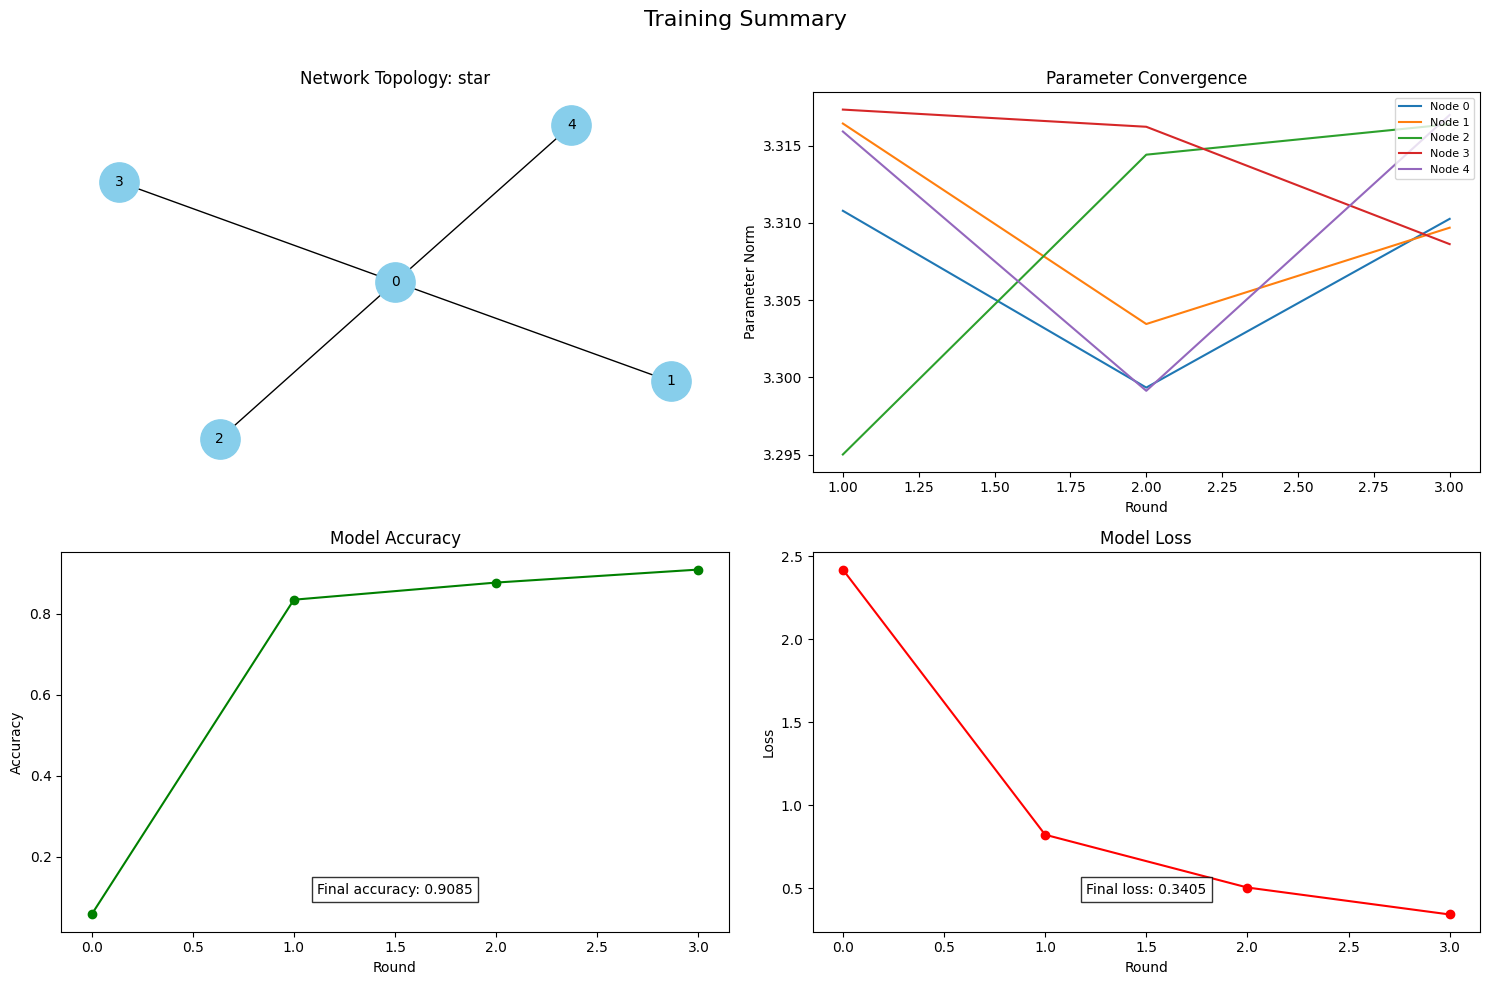 Training Summary
Network Topology: star
4
3
0
1
2
Parameter Convergence
Node 0
Node 1
Node 2
Node 3
Node 4
Parameter Norm
3.315
3.310
3.305
3.300
3.295
1.00 1.25 1.50 1.75 2.00 2.25 2.50 2.75 3.00
Round
Model Accuracy
Accuracy
0.8
0.6
0.4
0.2
Final accuracy: 0.9085
0.0 0.5 1.0 1.5 2.0 2.5 3.0
Round
Model Loss
Loss
2.5
2.0
1.5
1.0
0.5
Final loss: 0.3405
0.0 0.5 1.0 1.5 2.0 2.5 3.0
Round